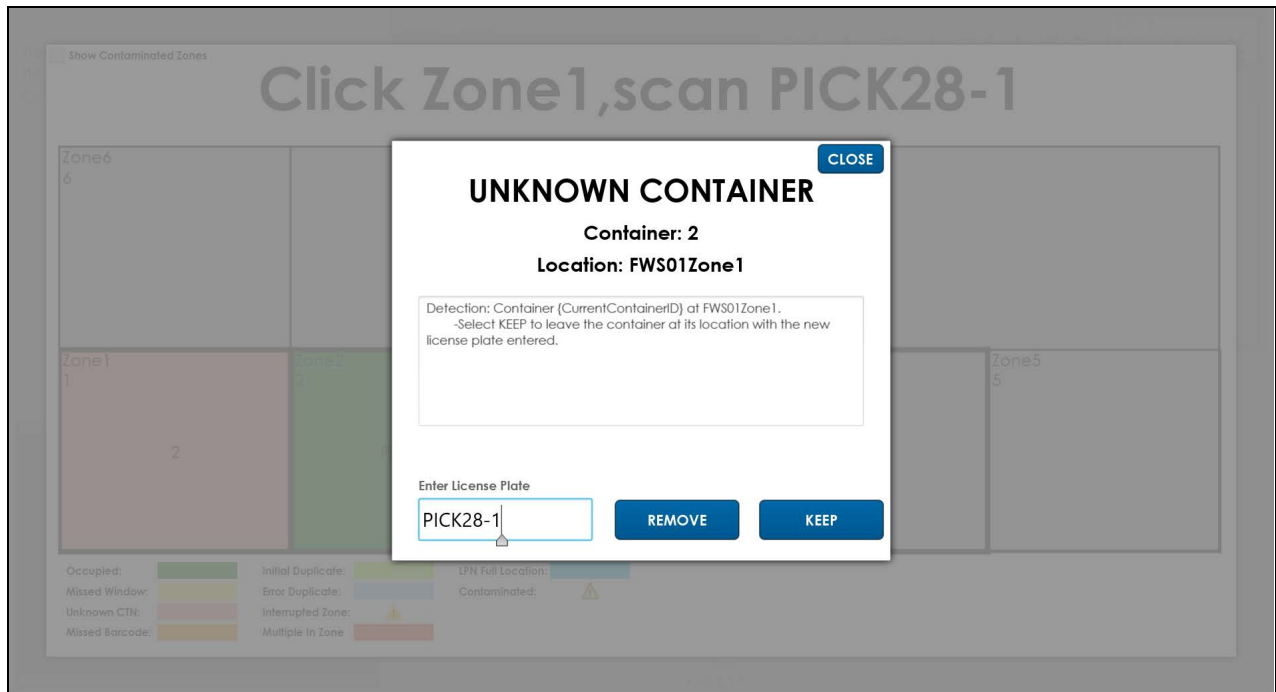 Show Contaminated Zones
Click Zone1,scan PICK28-1
Zone6
6
CLOSE
UNKNOWN CONTAINER
Container: 2
Location: FWS01Zone1
Detection: Container {CurrentContainerID} at FWS01Zone1.
-Select KEEP to leave the container at its location with the new
license plate entered.
Zone1
1
2
Zone2
2
Zone5
5
Enter License Plate
PICK28-1
REMOVE
KEEP
Occupied:
Initial Duplicate:
LPN Full Location:
Missed Window:
Error Duplicate:
Contaminated:
Unknown CTN:
Interrupted Zone:
Missed Barcode:
Multiple In Zone